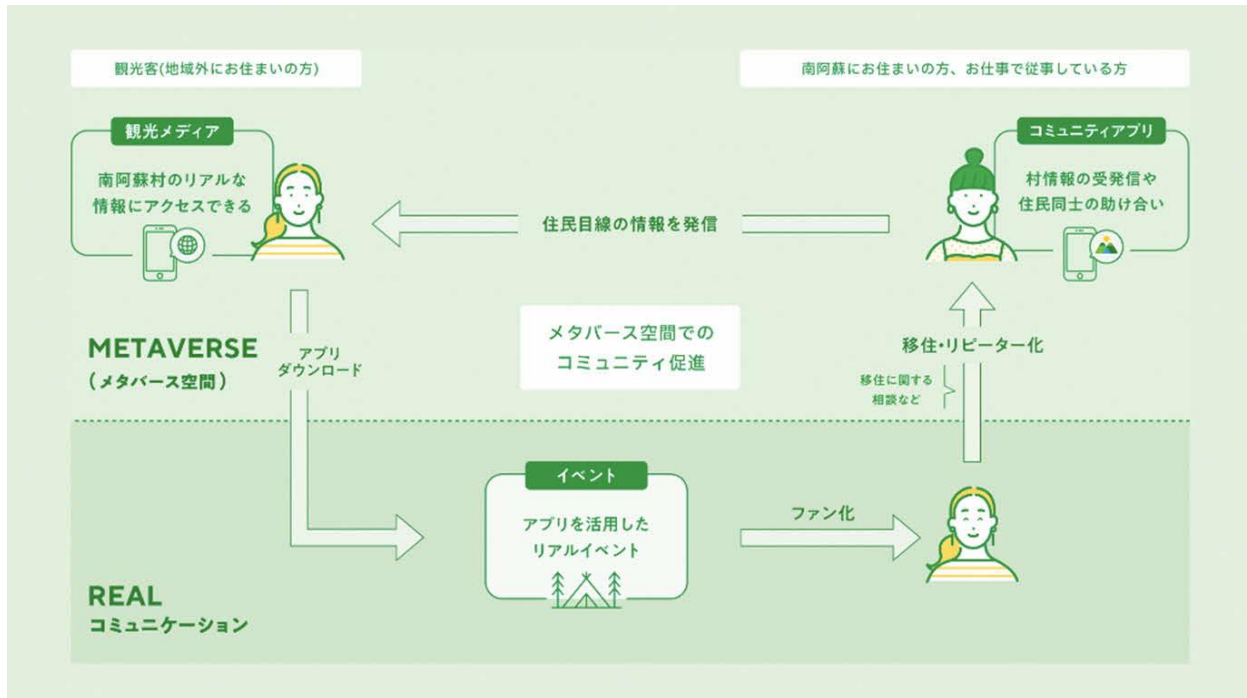 観光客(地域外にお住まいの方)
南阿蘇にお住まいの方、お仕事で従事している方
観光メディア
南阿蘇村のリアルな
情報にアクセスできる
コミュニティアプリ
村情報の受発信や
住民同士の助け合い
住民目線の情報を発信
METAVERSE
(メタバース空間)
アプリ
ダウンロード
メタバース空間での
コミュニティ促進
移住・リピーター化
移住に関する
相談など
イベント
アプリを活用した
リアルイベント
ファン化
REAL
コミュニケーション